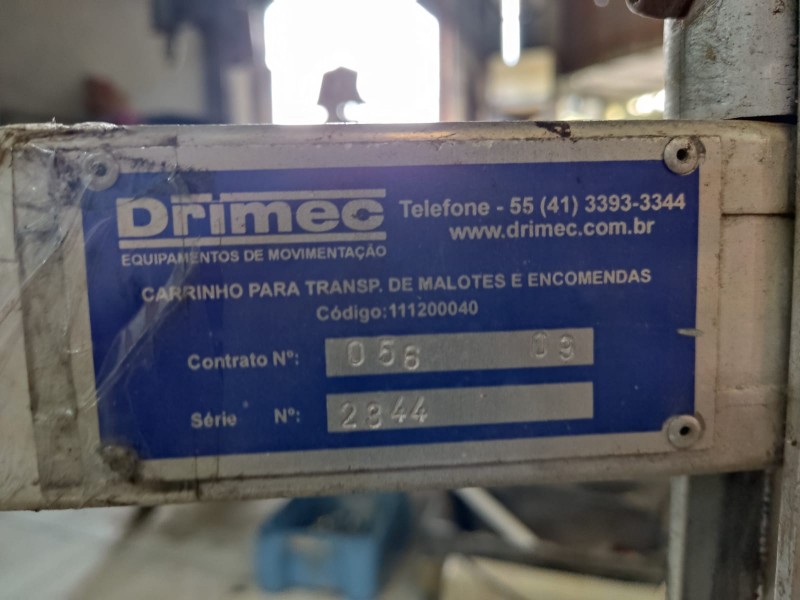 Drimec
EQUIPAMENTOS DE MOVIMENTAÇÃO
Telefone - 55 (41) 3393-3344
www.drimec.com.br
CARRINHO PARA TRANSP. DE MALOTES E ENCOMENDAS
Código:111200040
Contrato Nº: 056 09
Série Nº: 2844